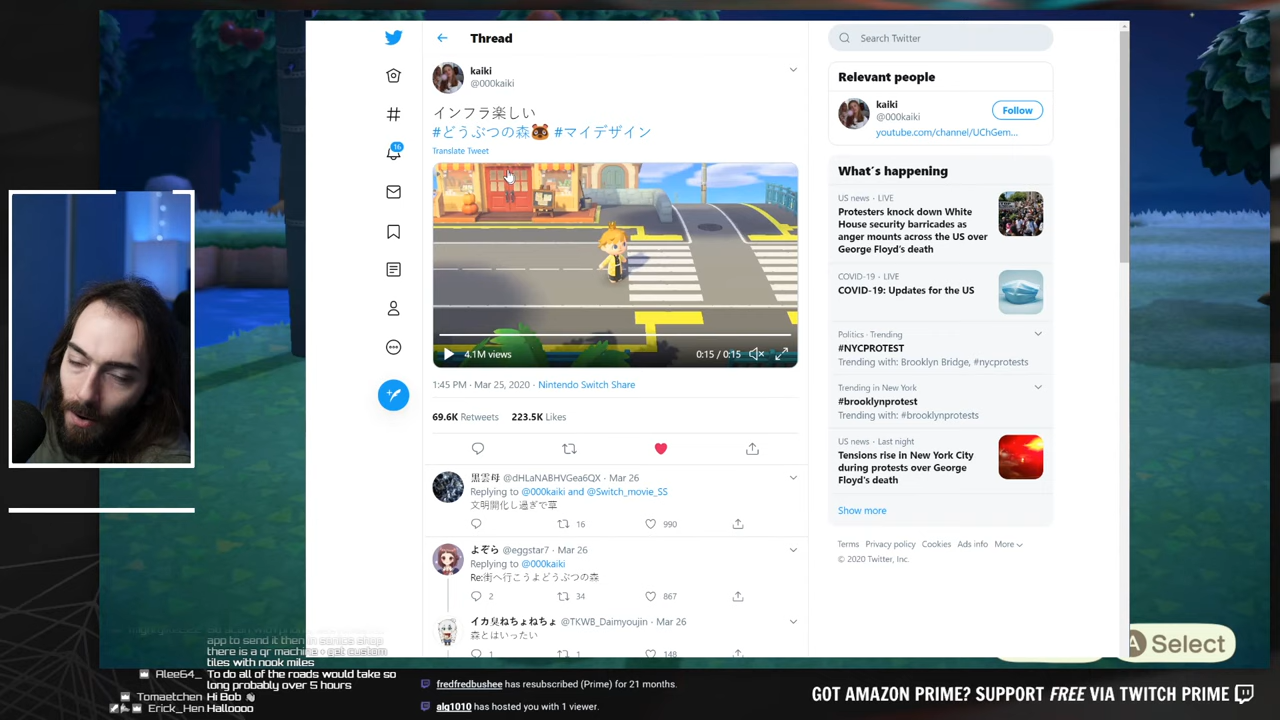 Thread
kaiki
@000kaiki
インフラ楽しい
#どうぶつの森 #マイデザイン
Translate Tweet
4.1M views
0:15 / 0:15
1:45 PM · Mar 25, 2020 · Nintendo Switch Share
69.6K Retweets 223.5K Likes
黒雲母 @dHLaNABHVGea6QX · Mar 26
Replying to @000kaiki and @Switch_movie_SS
文明開化し過ぎで草
16 990
よぞら @eggstar7 · Mar 26
Replying to @000kaiki
Re:街へ行こうよどうぶつの森
2 34 867
イカ臭ねちょねちょ @TKWB_Daimyoujin · Mar 26
森とはいったい
1 1 148
16
Search Twitter
Relevant people
kaiki
@000kaiki
Follow
youtube.com/channel/UChGem...
What's happening
US news · LIVE
Protesters knock down White
House security barricades as
anger mounts across the US over
George Floyd's death
COVID-19 · LIVE
COVID-19: Updates for the US
Politics · Trending
#NYCPROTEST
Trending with: Brooklyn Bridge, #nycprotests
Trending in New York
#brooklynprotest
Trending with: #brooklynprotests
US news · Last night
Tensions rise in New York City
during protests over George
Floyd's death
Show more
Terms Privacy policy Cookies Ads info More
© 2020 Twitter, Inc.
A Select
app to send it then in
there is a qr machine - get custom
tiles with nook miles
Alee64_ To do all of the roads would take so
long probably over 5 hours
Tomaetchen Hi Bob
Erick_Hen Halloooo
fredfredbushee has resubscribed (Prime) for 21 months.
alq1010 has hosted you with 1 viewer.
GOT AMAZON PRIME? SUPPORT FREE VIA TWITCH PRIME